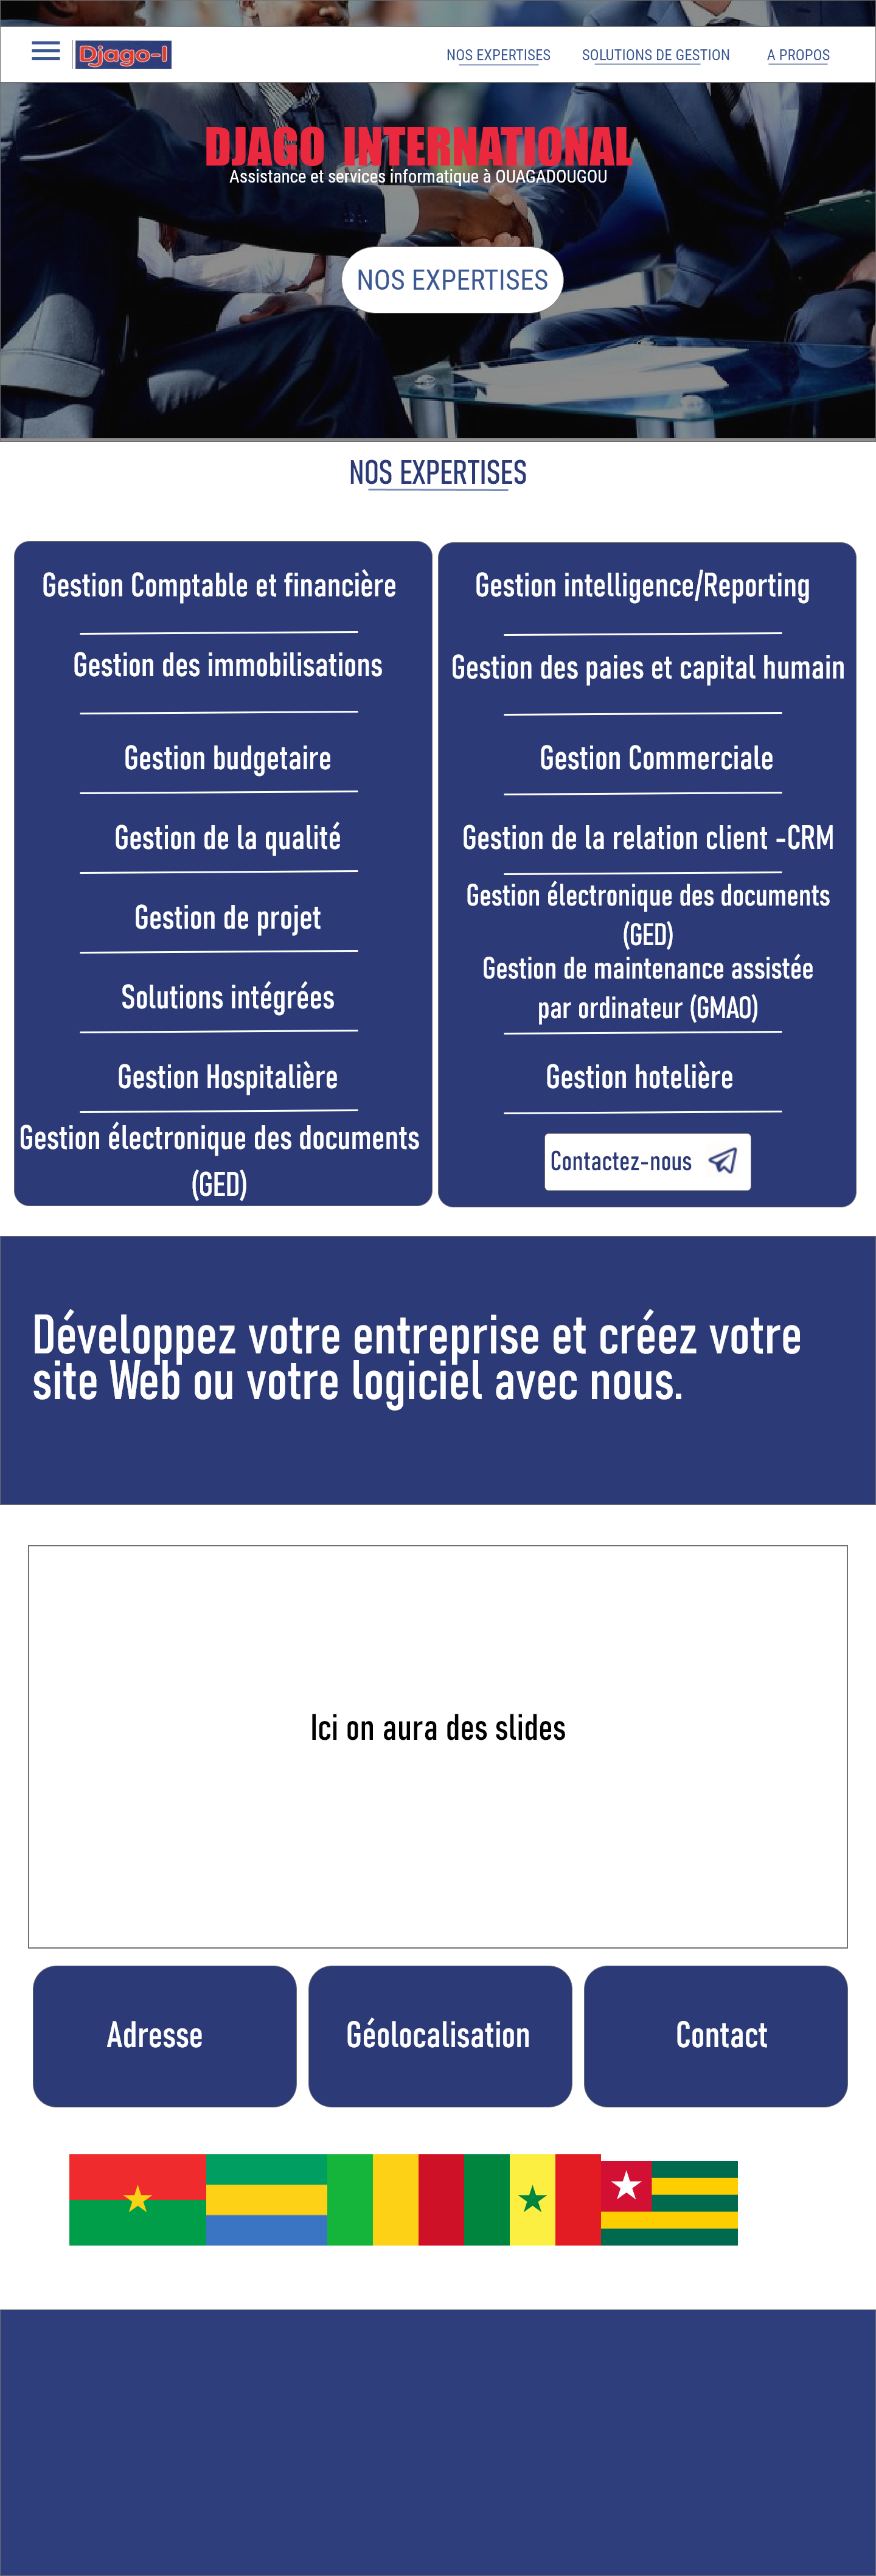 Djago-I
NOS EXPERTISES
SOLUTIONS DE GESTION
A PROPOS
DJAGO INTERNATIONAL
Assistance et services informatique à OUAGADOUGOU
NOS EXPERTISES
NOS EXPERTISES
Gestion Comptable et financière
Gestion des immobilisations
Gestion budgetaire
Gestion de la qualité
Gestion de projet
Solutions intégrées
Gestion Hospitalière
Gestion électronique des documents
(GED)
Gestion intelligence/Reporting
Gestion des paies et capital humain
Gestion Commerciale
Gestion de la relation client -CRM
Gestion électronique des documents
(GED)
Gestion de maintenance assistée
par ordinateur (GMAO)
Gestion hotelière
Contactez-nous
Développez votre entreprise et créez votre
site Web ou votre logiciel avec nous.
Ici on aura des slides
Adresse
Géolocalisation
Contact